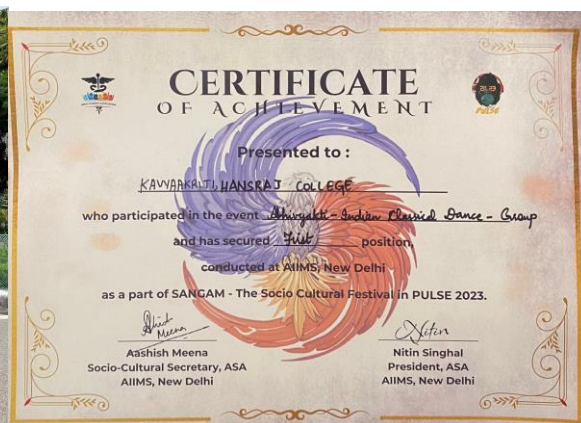 CERTIFICATE
OF ACHIEVEMENT
PULSE
Presented to :
KAVYAAKRITI, HANSRAJ COLLEGE
who participated in the event Abhivyakti - Indian Classical Dance - Group
and has secured First position,
conducted at AIIMS, New Delhi
as a part of SANGAM - The Socio Cultural Festival in PULSE 2023.
Aashish Meena
Socio-Cultural Secretary, ASA
AIIMS, New Delhi
Nitin
Nitin Singhal
President, ASA
AIIMS, New Delhi